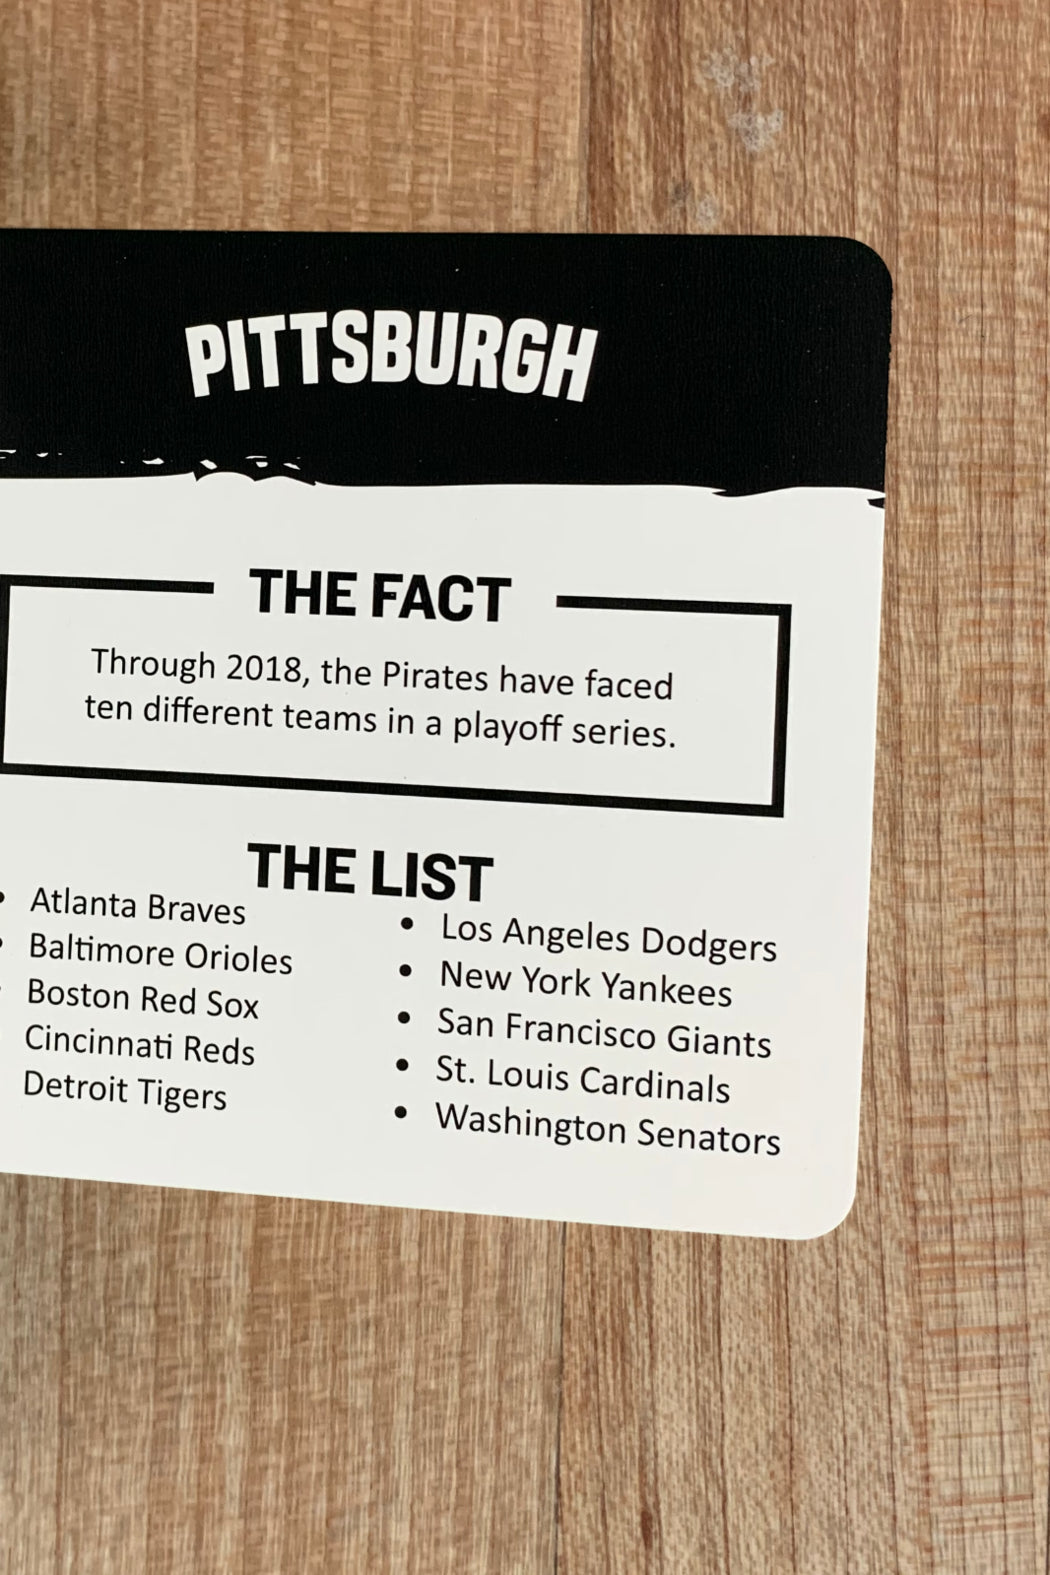 PITTSBURGH
THE FACT
Through 2018, the Pirates have faced
ten different teams in a playoff series.
THE LIST
• Atlanta Braves
• Baltimore Orioles
• Boston Red Sox
Cincinnati Reds
Detroit Tigers
• Los Angeles Dodgers
• New York Yankees
• San Francisco Giants
• St. Louis Cardinals
• Washington Senators